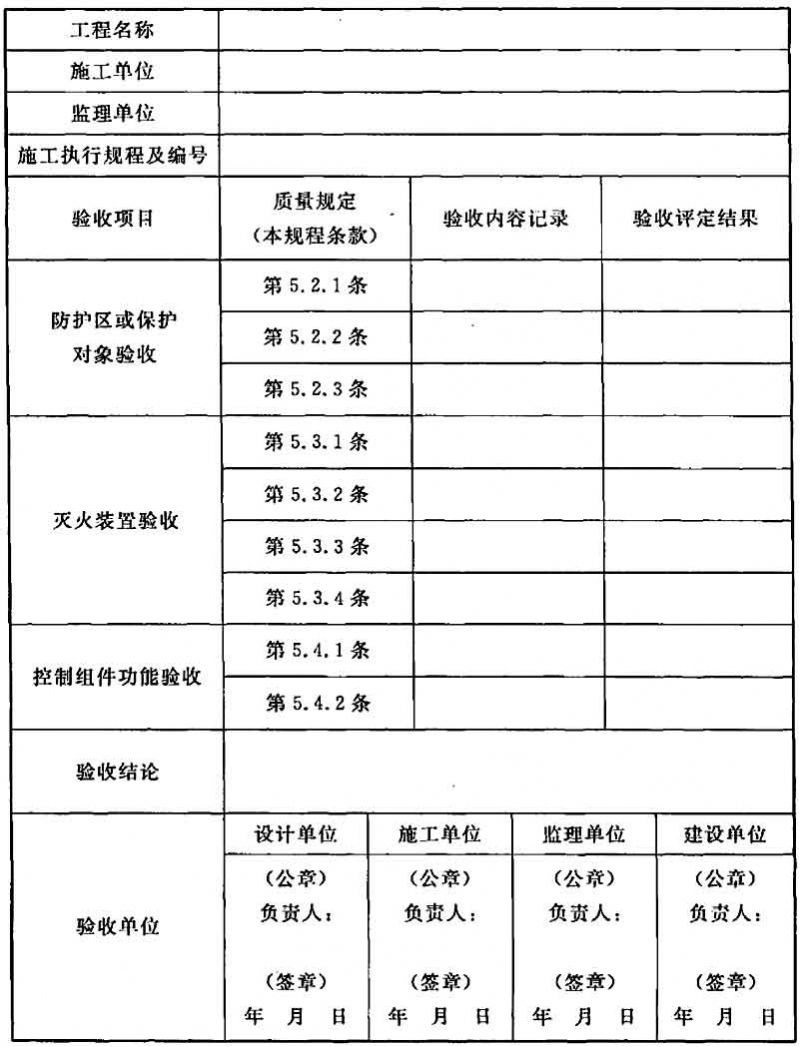 工程名称
施工单位
监理单位
施工执行规程及编号
验收项目
质量规定
（本规程条款）
验收内容记录
验收评定结果
防护区或保护
对象验收
第5.2.1条
第5.2.2条
第5.2.3条
灭火装置验收
第5.3.1条
第5.3.2条
第5.3.3条
第5.3.4条
控制组件功能验收
第5.4.1条
第5.4.2条
验收结论
验收单位
设计单位
施工单位
监理单位
建设单位
（公章）
负责人：
（签章）
年 月 日
（公章）
负责人：
（签章）
年 月 日
（公章）
负责人：
（签章）
年 月 日
（公章）
负责人：
（签章）
年 月 日